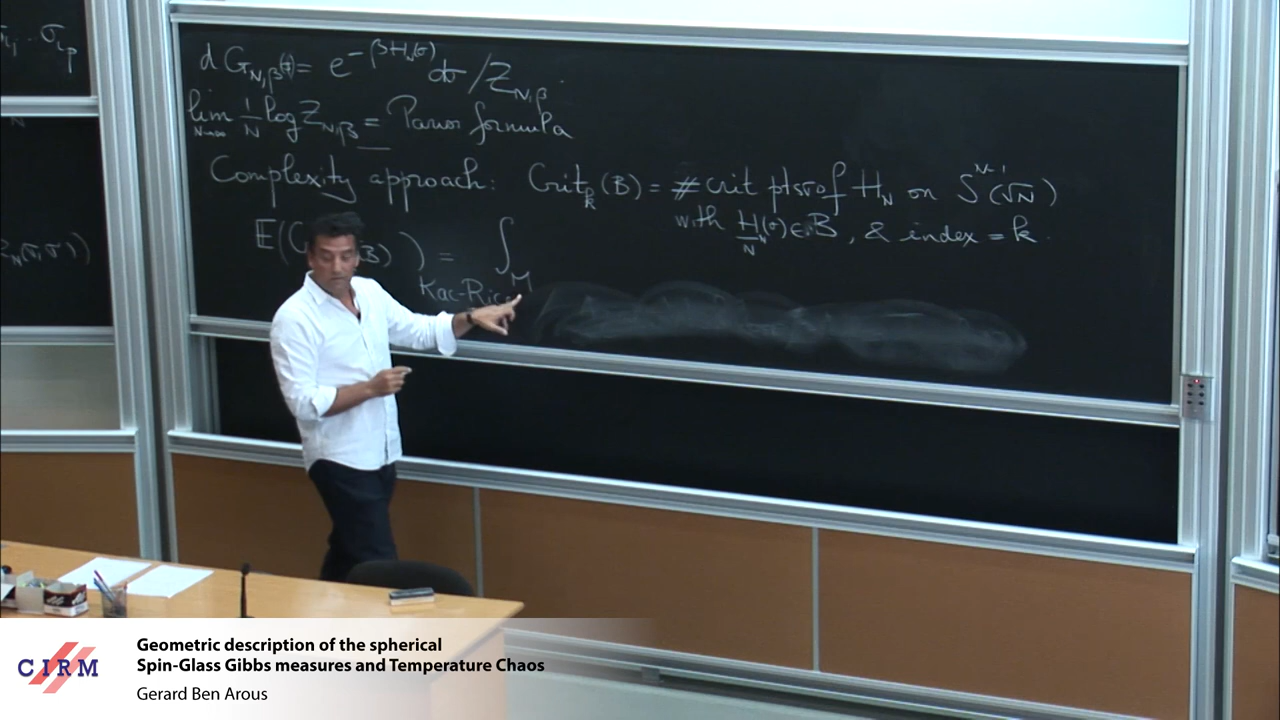 σ_{i_p}
dG_{N,β}(σ) = e^{-βH_N(σ)} dσ / Z_{N,β}
lim_{N→∞} 1/N log Z_{N,β} = Parisi formula
Complexity approach: Crit_k(B) = # crit pts of H_N on S^{N-1}(√N)
with H_N(σ)/N ∈ B, & index = k.
E(C (B)) = ∫_M
Kac-Rice
CIRM
Geometric description of the spherical
Spin-Glass Gibbs measures and Temperature Chaos
Gerard Ben Arous